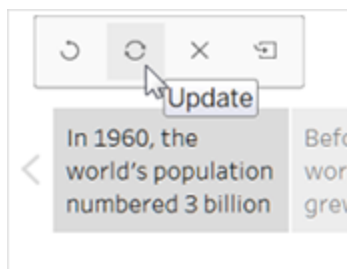 Update
In 1960, the
world's population
numbered 3 billion